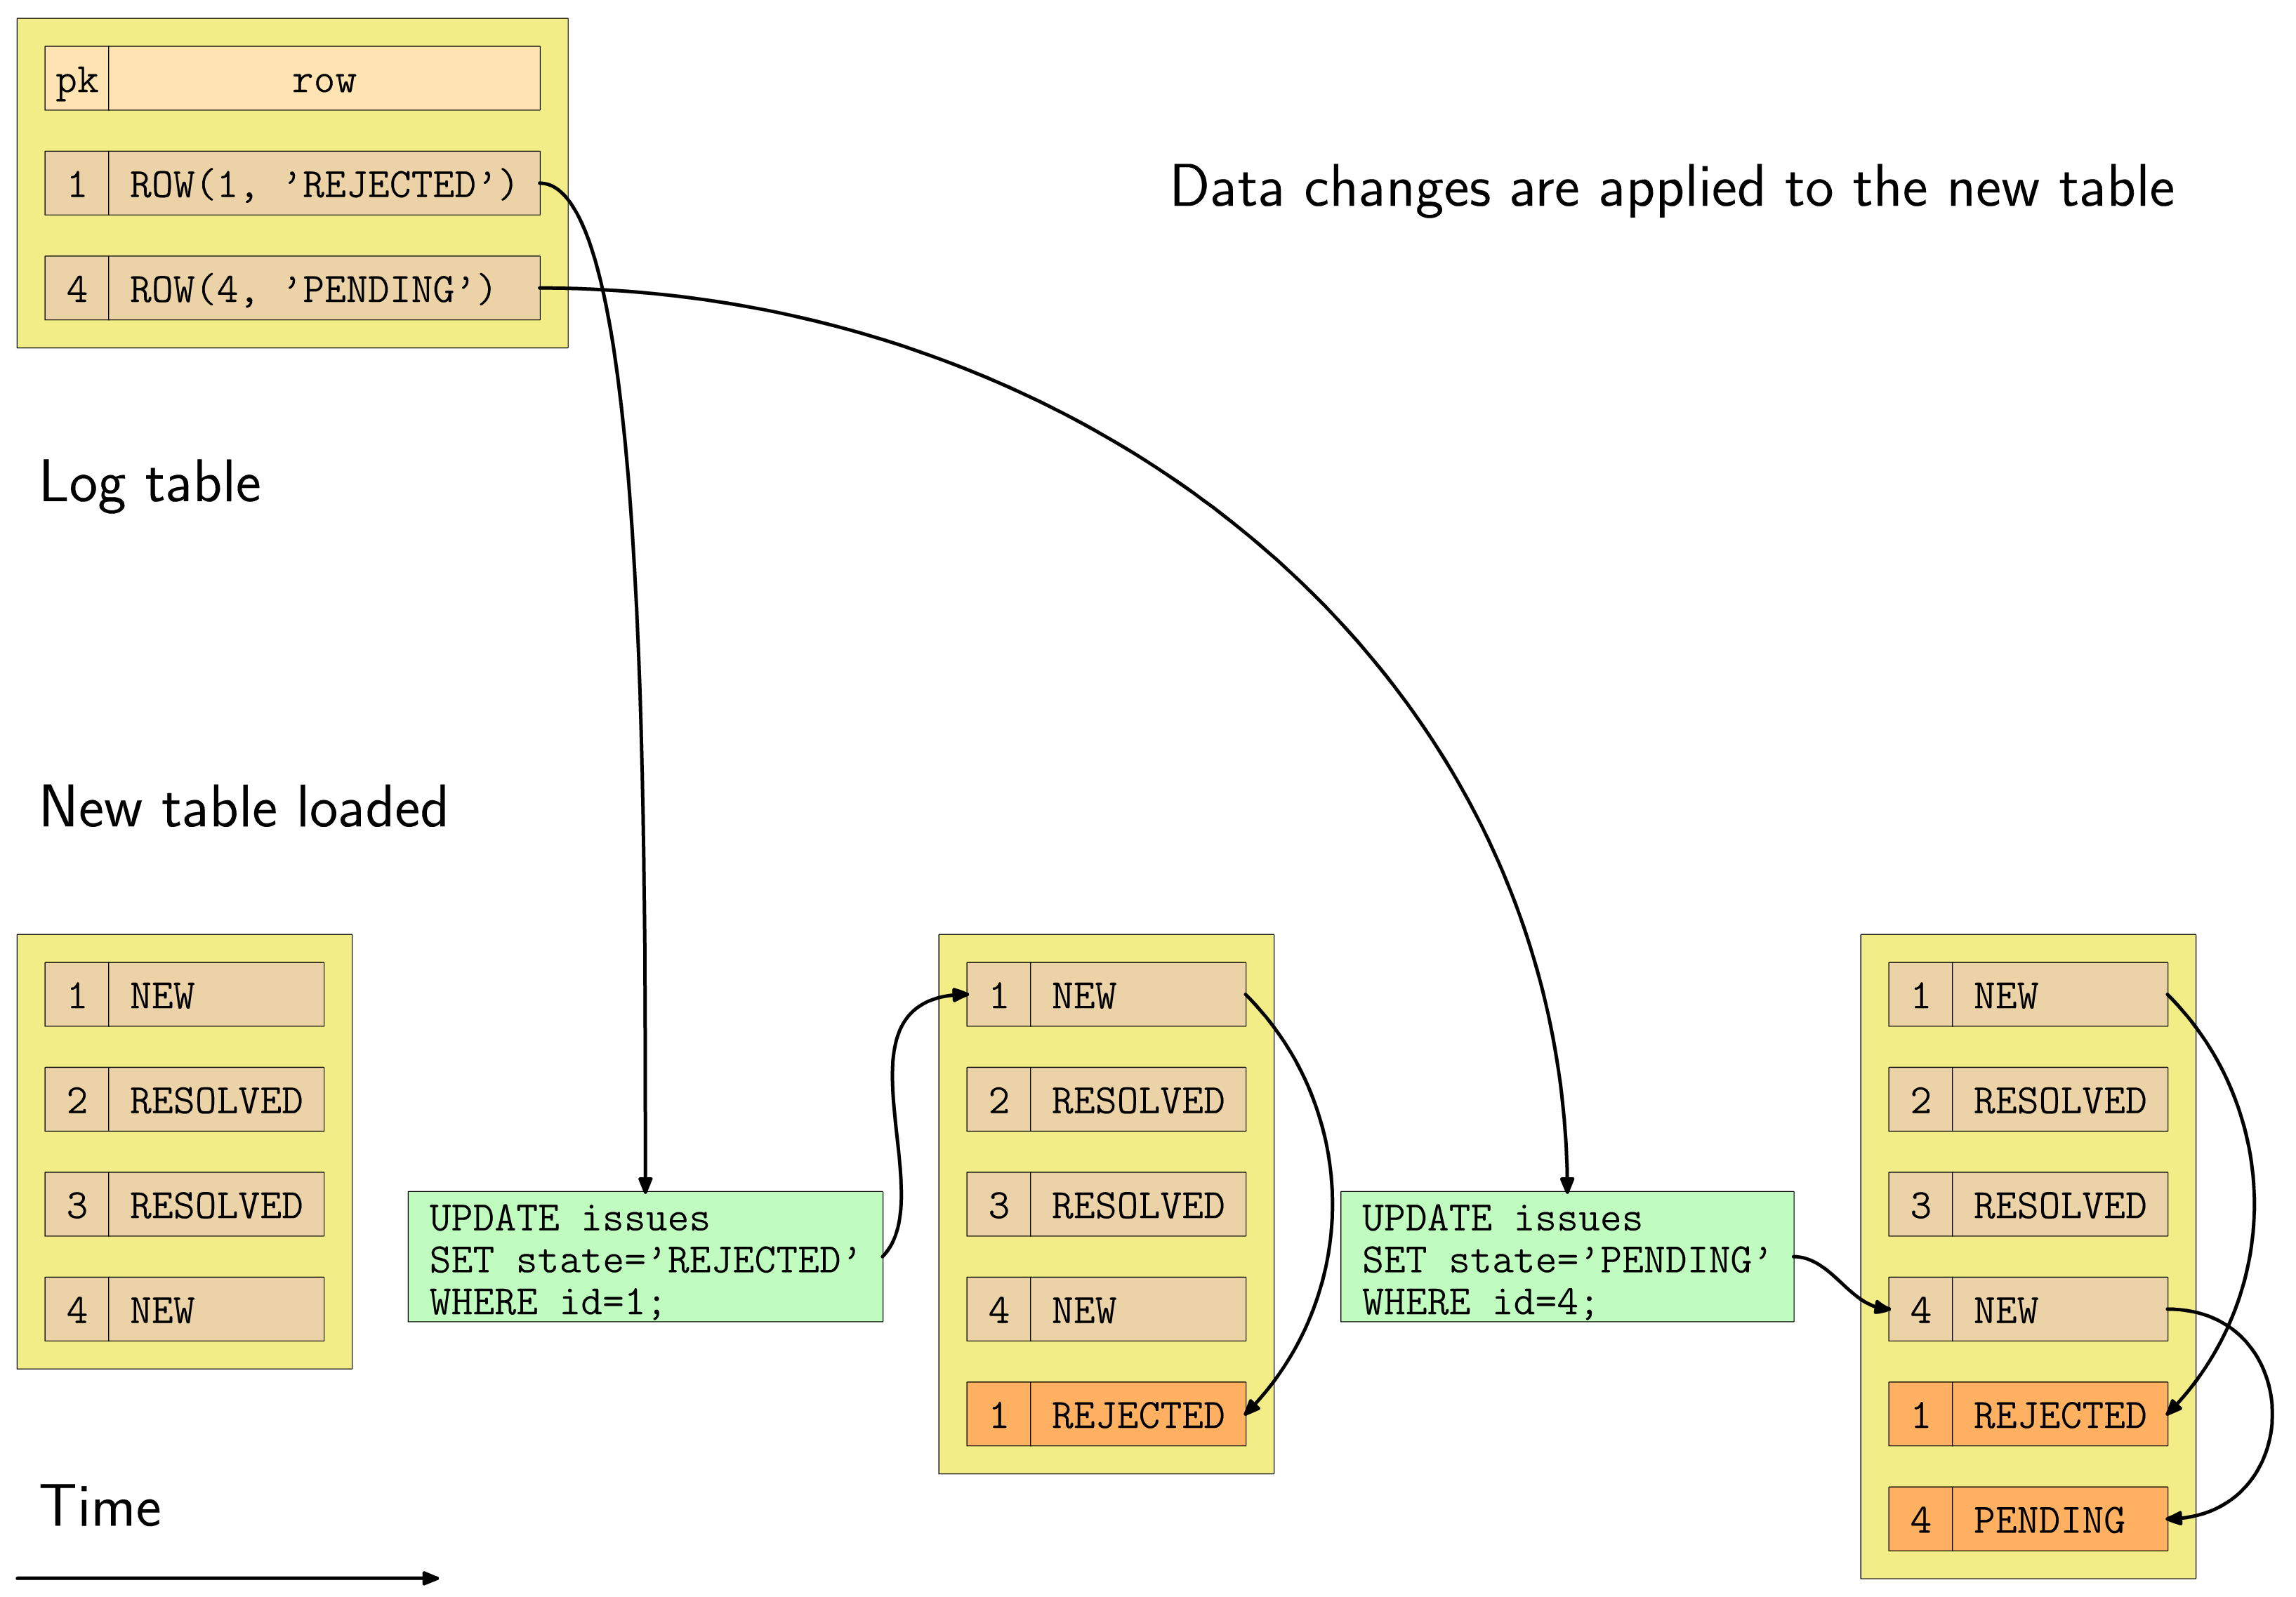 pk row
1 ROW(1, ’REJECTED’)
4 ROW(4, ’PENDING’)
Data changes are applied to the new table
Log table
New table loaded
1 NEW
2 RESOLVED
3 RESOLVED
4 NEW
UPDATE issues
SET state=’REJECTED’
WHERE id=1;
1 NEW
2 RESOLVED
3 RESOLVED
4 NEW
1 REJECTED
UPDATE issues
SET state=’PENDING’
WHERE id=4;
1 NEW
2 RESOLVED
3 RESOLVED
4 NEW
1 REJECTED
4 PENDING
Time